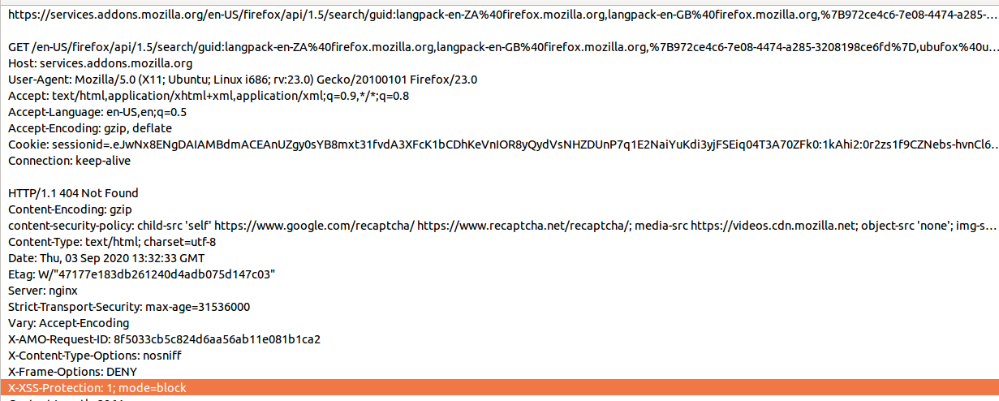 https://services.addons.mozilla.org/en-US/firefox/api/1.5/search/guid:langpack-en-ZA%40firefox.mozilla.org,langpack-en-GB%40firefox.mozilla.org,%7B972ce4c6-7e08-4474-a285-...
GET /en-US/firefox/api/1.5/search/guid:langpack-en-ZA%40firefox.mozilla.org,langpack-en-GB%40firefox.mozilla.org,%7B972ce4c6-7e08-4474-a285-3208198ce6fd%7D,ubufox%40u...
Host: services.addons.mozilla.org
User-Agent: Mozilla/5.0 (X11; Ubuntu; Linux i686; rv:23.0) Gecko/20100101 Firefox/23.0
Accept: text/html,application/xhtml+xml,application/xml;q=0.9,*/*;q=0.8
Accept-Language: en-US,en;q=0.5
Accept-Encoding: gzip, deflate
Cookie: sessionid=.eJwNx8ENgDAIAMBdmACEAnUZgy0sYB8mxt31fvdA3XFcK1bCDhKeVnIOR8yQydVsNHZDUnP7q1E2NaiYuKdi3yjFSEiq04T3A70ZFk0:1kAhi2:0r2zs1f9CZNebs-hvnCl6...
Connection: keep-alive
HTTP/1.1 404 Not Found
Content-Encoding: gzip
content-security-policy: child-src 'self' https://www.google.com/recaptcha/ https://www.recaptcha.net/recaptcha/; media-src https://videos.cdn.mozilla.net; object-src 'none'; img-s...
Content-Type: text/html; charset=utf-8
Date: Thu, 03 Sep 2020 13:32:33 GMT
Etag: W/"47177e183db261240d4adb075d147c03"
Server: nginx
Strict-Transport-Security: max-age=31536000
Vary: Accept-Encoding
X-AMO-Request-ID: 8f5033cb5c824d6aa56ab11e081b1ca2
X-Content-Type-Options: nosniff
X-Frame-Options: DENY
X-XSS-Protection: 1; mode=block